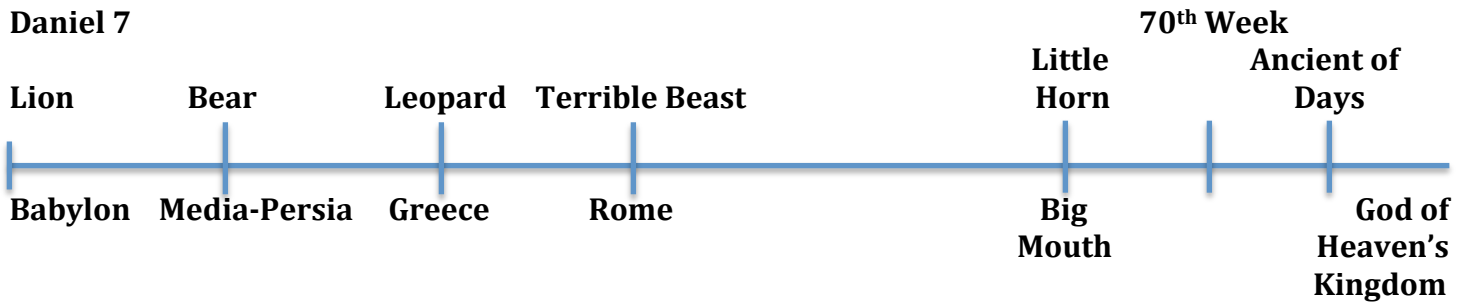 Daniel 7
70th Week
Lion
Bear
Leopard
Terrible Beast
Little
Horn
Ancient of
Days
Babylon
Media-Persia
Greece
Rome
Big
Mouth
God of
Heaven’s
Kingdom